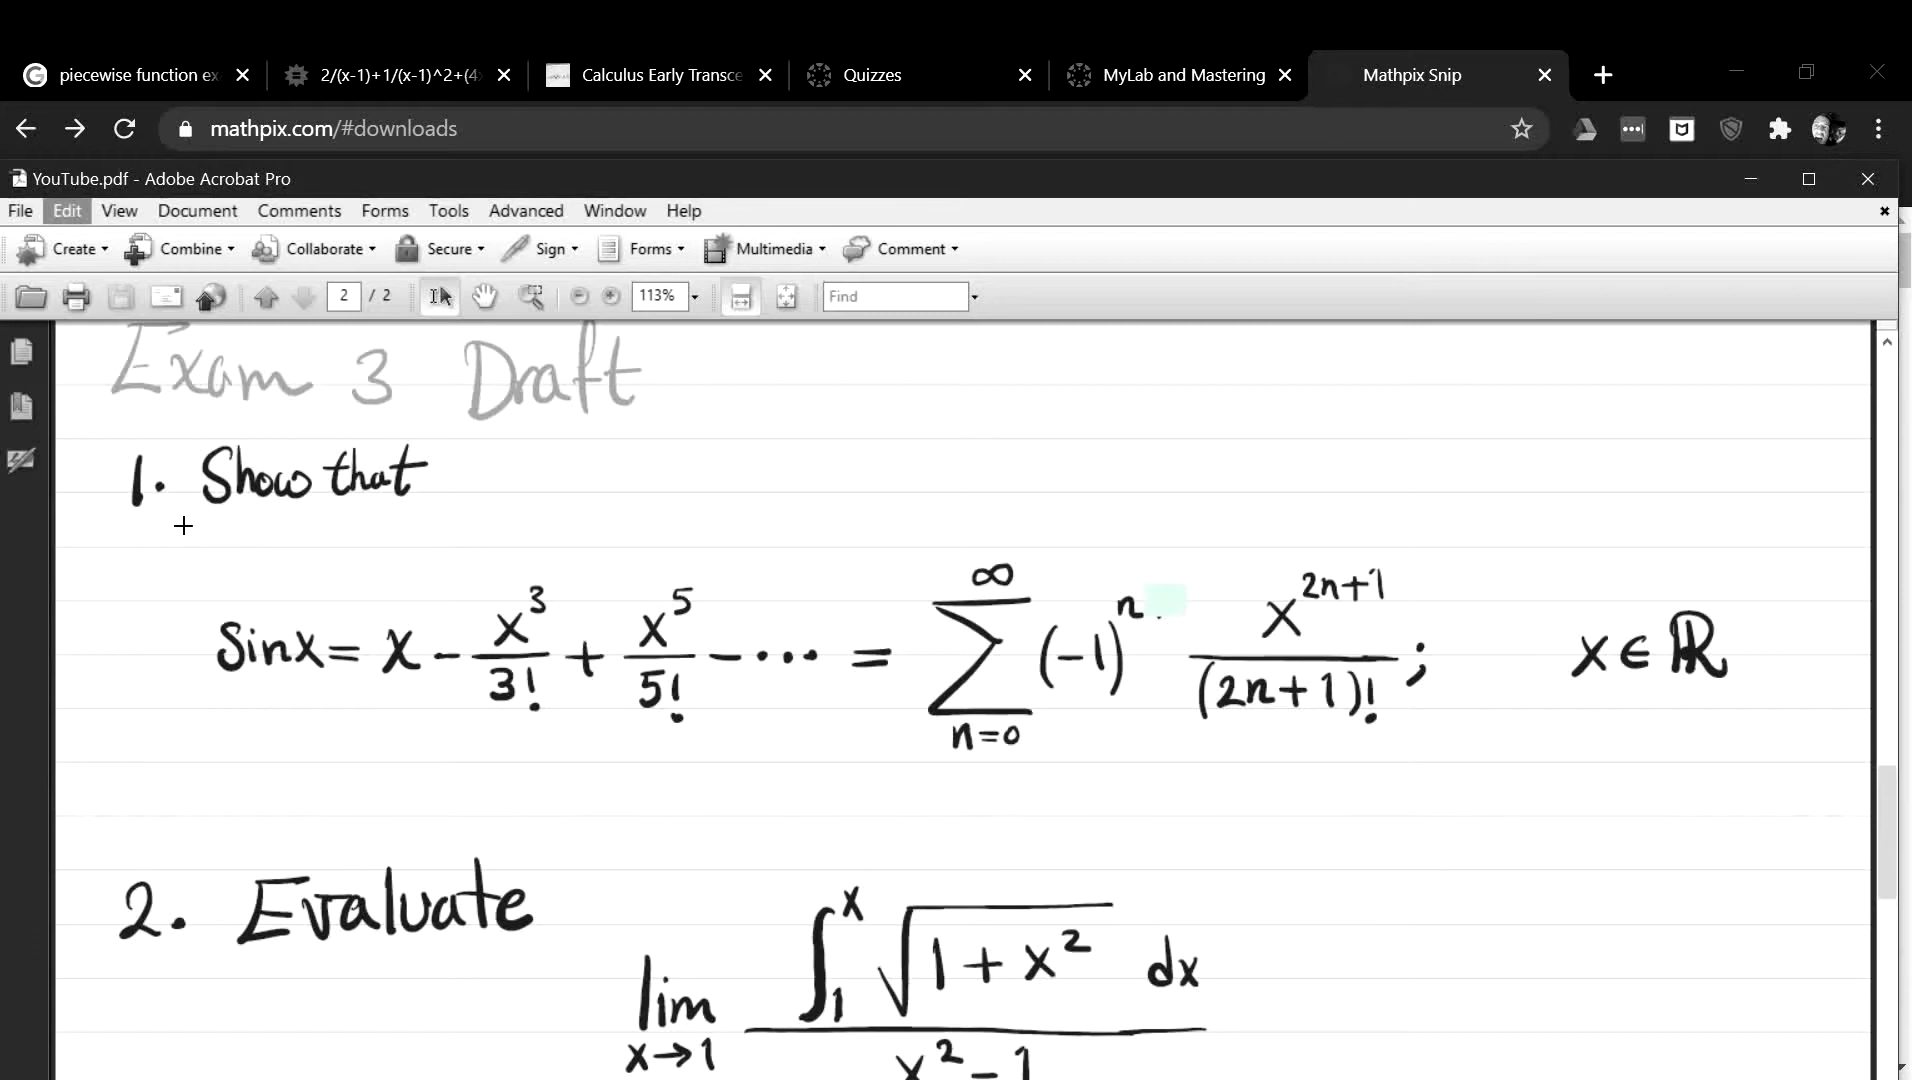 piecewise function ex
2/(x-1)+1/(x-1)^2+(4x
Calculus Early Transce
Quizzes
MyLab and Mastering
Mathpix Snip
mathpix.com/#downloads
YouTube.pdf - Adobe Acrobat Pro
File Edit View Document Comments Forms Tools Advanced Window Help
Create Combine Collaborate Secure Sign Forms Multimedia Comment
2 / 2 113% Find
Exam 3 Draft
1. Show that
Sinx = x - x^3/3! + x^5/5! - ... = ∑_{n=0}^{∞} (-1)^n x^{2n+1}/(2n+1)! ; x ∈ ℝ
2. Evaluate
lim_{x→1} ∫_1^x √(1+x^2) dx / x^2-1